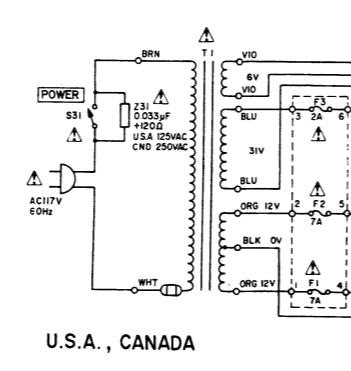 BRN
T1
VIO
6V
VIO
POWER
S31
Z31
0.033µF
+120Ω
U.S.A 125VAC
CND 250VAC
BLU
31V
BLU
F3
3 2A 6
AC117V
60Hz
ORG 12V
2 F2 5
7A
BLK 0V
WHT
ORG 12V
F1
1 7A 4
U.S.A., CANADA